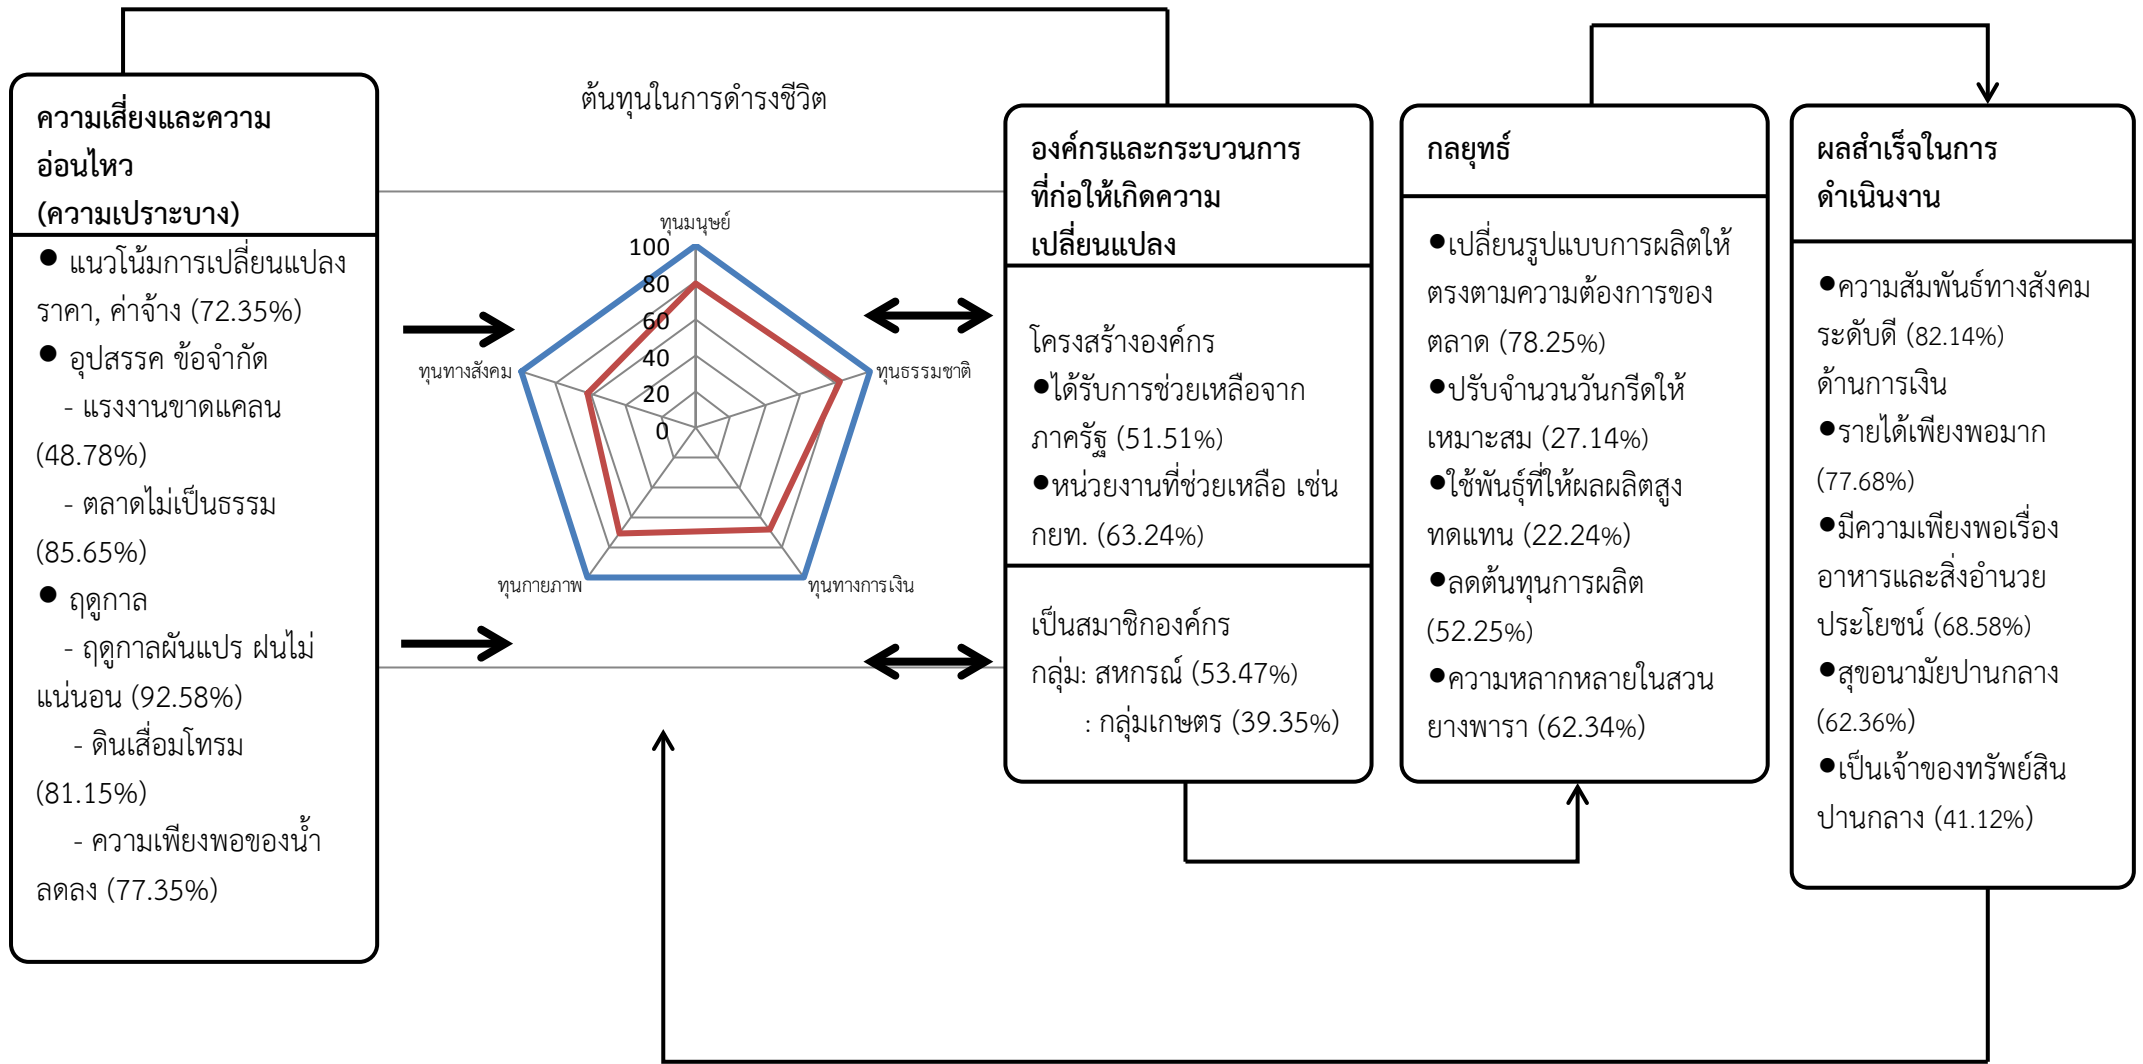 ความเสี่ยงและความ
อ่อนไหว
(ความเปราะบาง)
● แนวโน้มการเปลี่ยนแปลง
ราคา, ค่าจ้าง (72.35%)
● อุปสรรค ข้อจำกัด
- แรงงานขาดแคลน
(48.78%)
- ตลาดไม่เป็นธรรม
(85.65%)
● ฤดูกาล
- ฤดูกาลผันแปร ฝนไม่
แน่นอน (92.58%)
- ดินเสื่อมโทรม
(81.15%)
- ความเพียงพอของน้ำ
ลดลง (77.35%)
ต้นทุนในการดำรงชีวิต
ทุนมนุษย์
100
80
60
40
20
0
ทุนทางสังคม
ทุนธรรมชาติ
ทุนกายภาพ
ทุนทางการเงิน
องค์กรและกระบวนการ
ที่ก่อให้เกิดความ
เปลี่ยนแปลง
โครงสร้างองค์กร
●ได้รับการช่วยเหลือจาก
ภาครัฐ (51.51%)
●หน่วยงานที่ช่วยเหลือ เช่น
กยท. (63.24%)
เป็นสมาชิกองค์กร
กลุ่ม: สหกรณ์ (53.47%)
: กลุ่มเกษตร (39.35%)
กลยุทธ์
●เปลี่ยนรูปแบบการผลิตให้
ตรงตามความต้องการของ
ตลาด (78.25%)
●ปรับจำนวนวันกรีดให้
เหมาะสม (27.14%)
●ใช้พันธุ์ที่ให้ผลผลิตสูง
ทดแทน (22.24%)
●ลดต้นทุนการผลิต
(52.25%)
●ความหลากหลายในสวน
ยางพารา (62.34%)
ผลสำเร็จในการ
ดำเนินงาน
●ความสัมพันธ์ทางสังคม
ระดับดี (82.14%)
ด้านการเงิน
●รายได้เพียงพอมาก
(77.68%)
●มีความเพียงพอเรื่อง
อาหารและสิ่งอำนวย
ประโยชน์ (68.58%)
●สุขอนามัยปานกลาง
(62.36%)
●เป็นเจ้าของทรัพย์สิน
ปานกลาง (41.12%)